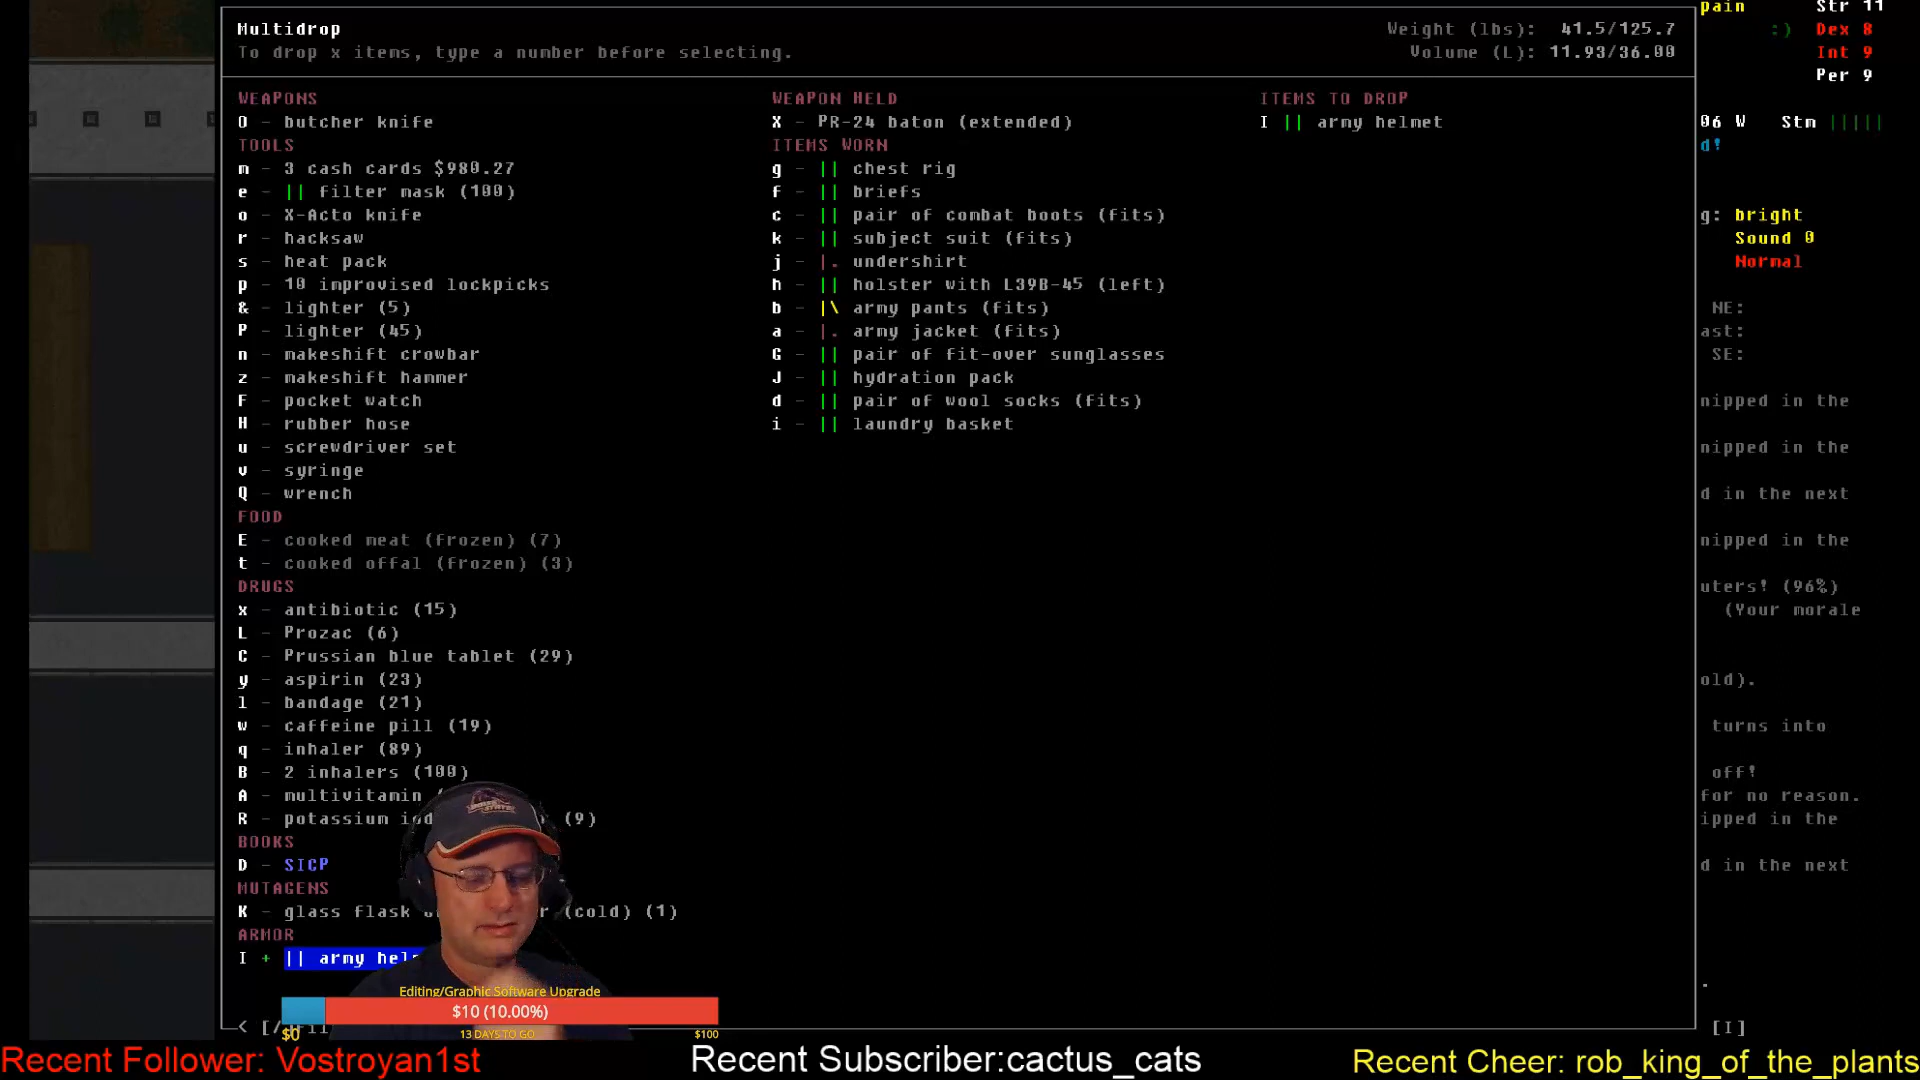 Multidrop
To drop x items, type a number before selecting.
Weight (lbs): 41.5/125.7
Volume (L): 11.93/36.00
WEAPONS
O - butcher knife
TOOLS
m - 3 cash cards $980.27
e - || filter mask (100)
o - X-Acto knife
r - hacksaw
s - heat pack
p - 10 improvised lockpicks
& - lighter (5)
P - lighter (45)
n - makeshift crowbar
z - makeshift hammer
F - pocket watch
H - rubber hose
u - screwdriver set
v - syringe
Q - wrench
FOOD
E - cooked meat (frozen) (7)
t - cooked offal (frozen) (3)
DRUGS
x - antibiotic (15)
L - Prozac (6)
C - Prussian blue tablet (29)
y - aspirin (23)
l - bandage (21)
w - caffeine pill (19)
q - inhaler (89)
B - 2 inhalers (100)
A - multivitamin
R - potassium iod (9)
BOOKS
D - SICP
MUTAGENS
K - glass flask (cold) (1)
ARMOR
I + || army hel
WEAPON HELD
X - PR-24 baton (extended)
ITEMS WORN
g - || chest rig
f - || briefs
c - || pair of combat boots (fits)
k - || subject suit (fits)
j - |. undershirt
h - || holster with L39B-45 (left)
b - |\ army pants (fits)
a - |. army jacket (fits)
G - || pair of fit-over sunglasses
J - || hydration pack
d - || pair of wool socks (fits)
i - || laundry basket
ITEMS TO DROP
I || army helmet
pain Str 11
:) Dex 8
Int 9
Per 9
06 W Stm |||||
d!
g: bright
Sound 0
Normal
NE:
ast:
SE:
nipped in the
nipped in the
d in the next
nipped in the
uters! (96%)
(Your morale
old).
turns into
off!
for no reason.
ipped in the
d in the next
.
[I]
< [/
Editing/Graphic Software Upgrade
$10 (10.00%)
$0 13 DAYS TO GO $100
Recent Follower: Vostroyan1st
Recent Subscriber:cactus_cats
Recent Cheer: rob_king_of_the_plants